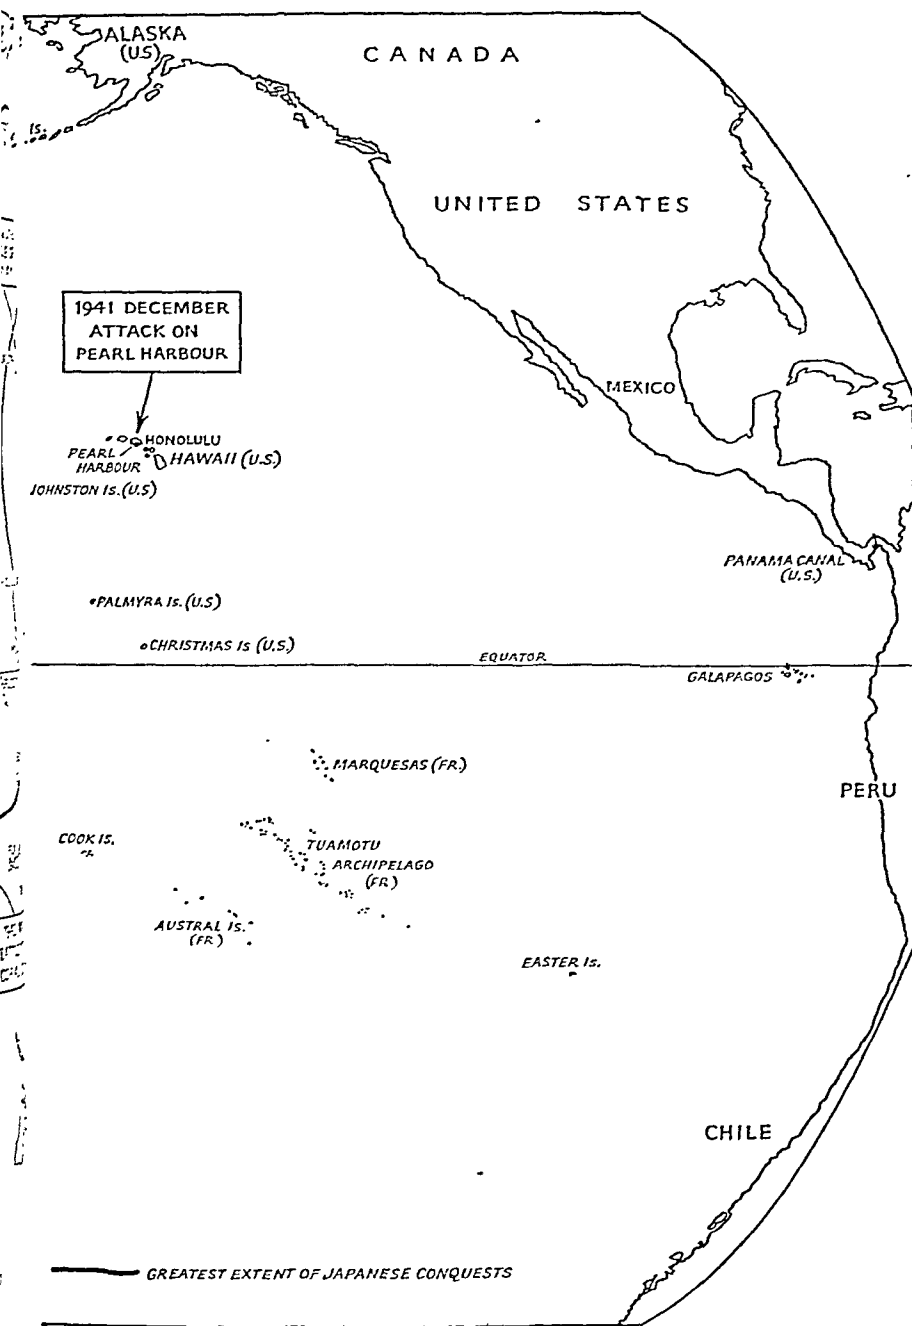 ALASKA
(U.S)
CANADA
Is.
UNITED STATES
1941 DECEMBER
ATTACK ON
PEARL HARBOUR
MEXICO
HONOLULU
PEARL
HARBOUR
HAWAII (U.S.)
JOHNSTON Is. (U.S)
PANAMA CANAL
(U.S.)
PALMYRA Is. (U.S)
CHRISTMAS Is (U.S.)
EQUATOR
GALAPAGOS
MARQUESAS (FR.)
PERU
COOK IS.
TUAMOTU
ARCHIPELAGO
(FR.)
AUSTRAL Is.
(FR.)
EASTER Is.
CHILE
GREATEST EXTENT OF JAPANESE CONQUESTS